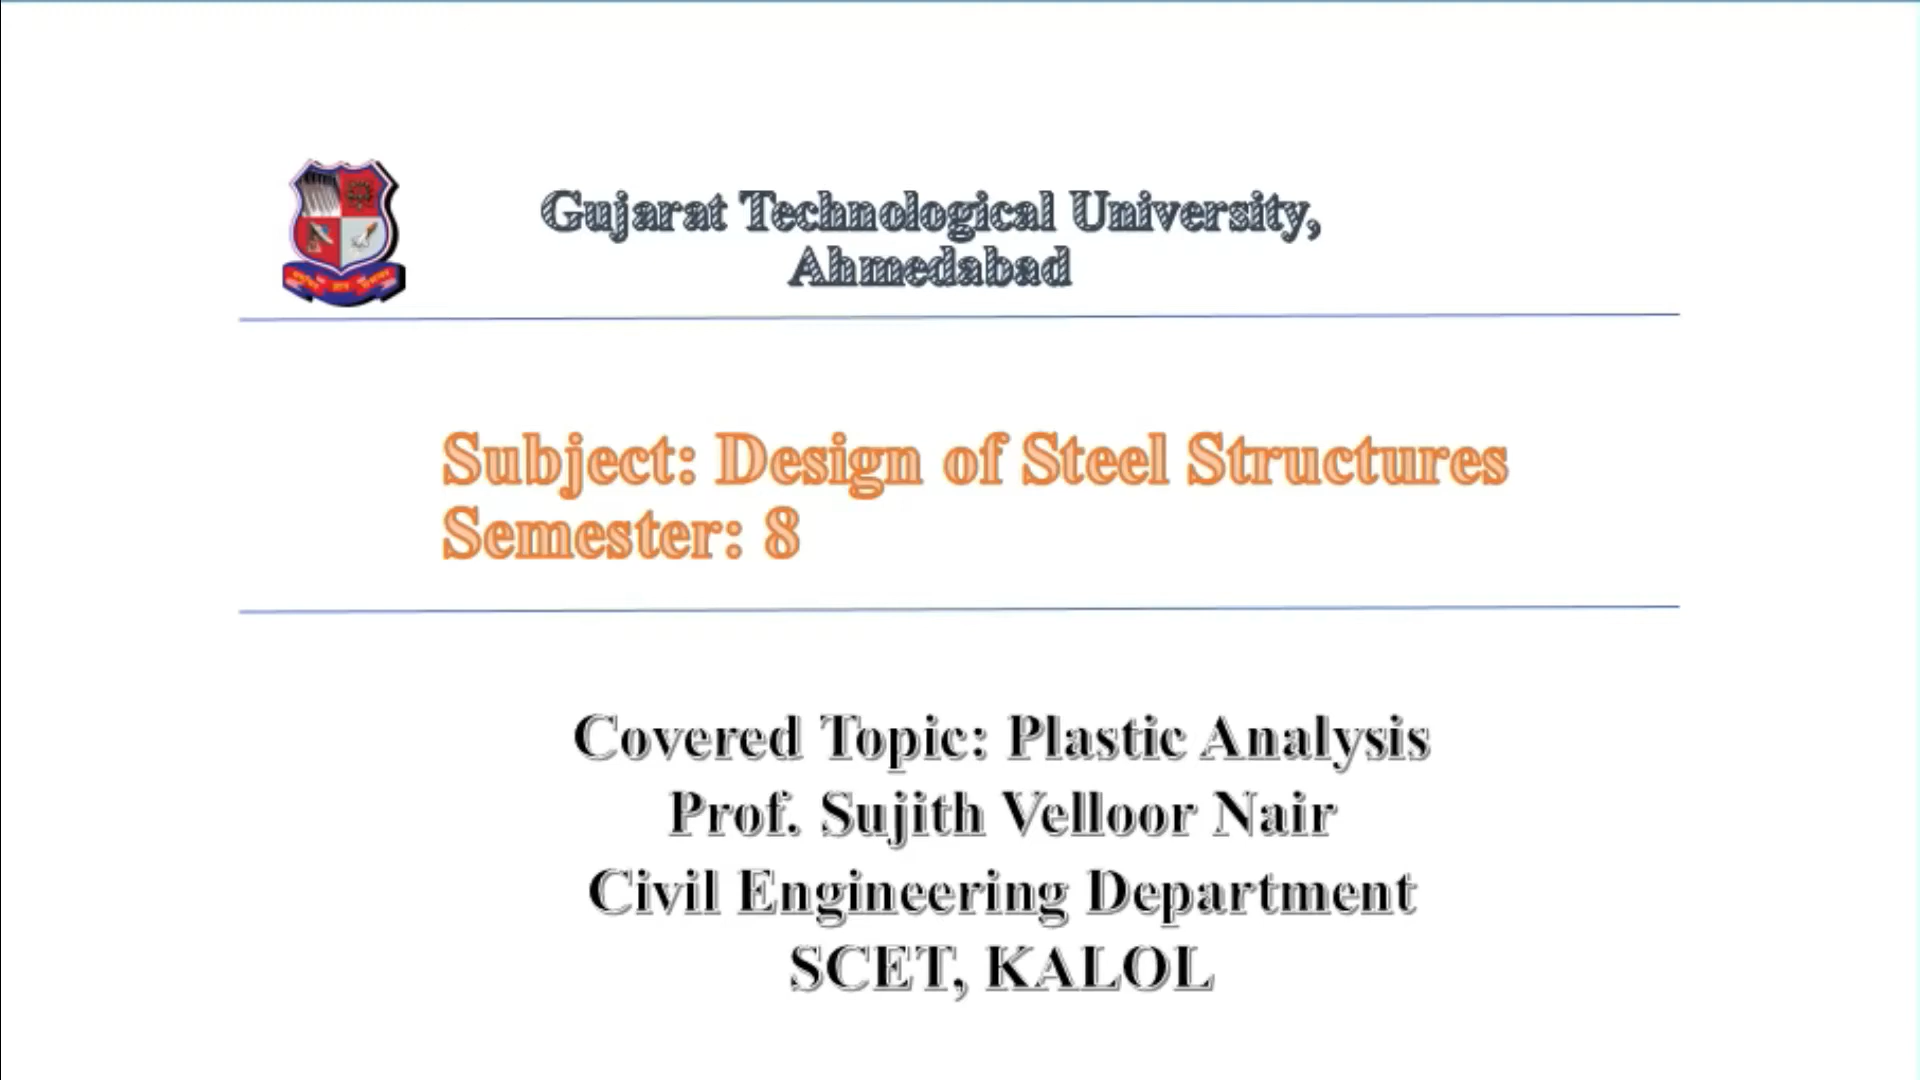 Gujarat Technological University,
Ahmedabad
Subject: Design of Steel Structures
Semester: 8
Covered Topic: Plastic Analysis
Prof. Sujith Velloor Nair
Civil Engineering Department
SCET, KALOL